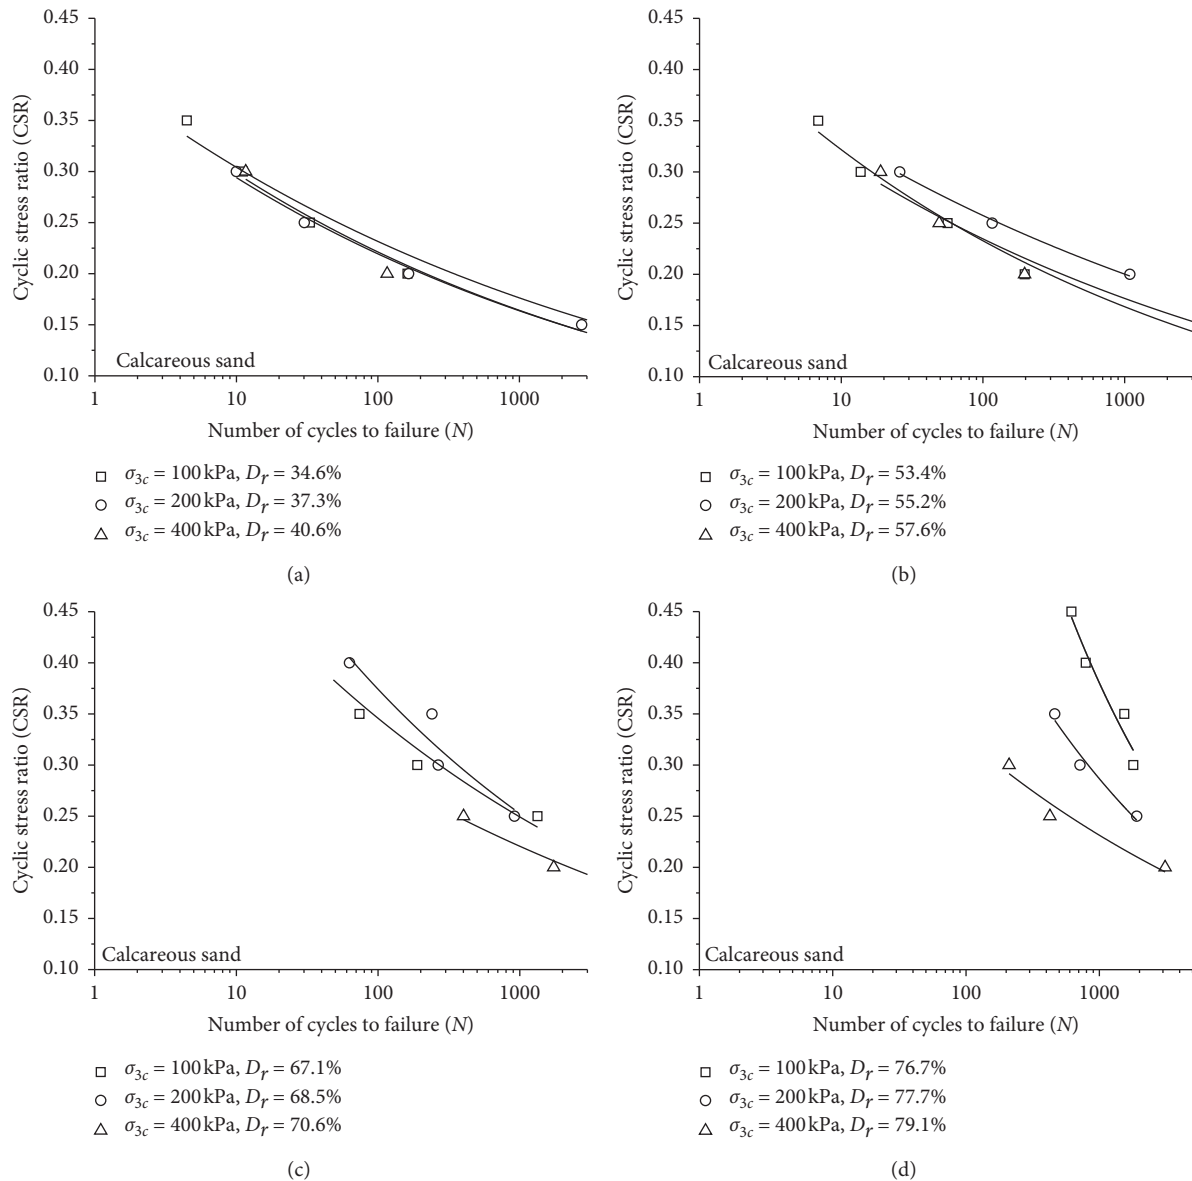 0.45
0.40
0.35
0.30
0.25
0.20
0.15
0.10
Cyclic stress ratio (CSR)
Calcareous sand
1 10 100 1000
Number of cycles to failure (N)
σ3c = 100 kPa, Dr = 34.6%
σ3c = 200 kPa, Dr = 37.3%
σ3c = 400 kPa, Dr = 40.6%
(a)
0.45
0.40
0.35
0.30
0.25
0.20
0.15
0.10
Cyclic stress ratio (CSR)
Calcareous sand
1 10 100 1000
Number of cycles to failure (N)
σ3c = 100 kPa, Dr = 53.4%
σ3c = 200 kPa, Dr = 55.2%
σ3c = 400 kPa, Dr = 57.6%
(b)
0.45
0.40
0.35
0.30
0.25
0.20
0.15
0.10
Cyclic stress ratio (CSR)
Calcareous sand
1 10 100 1000
Number of cycles to failure (N)
σ3c = 100 kPa, Dr = 67.1%
σ3c = 200 kPa, Dr = 68.5%
σ3c = 400 kPa, Dr = 70.6%
(c)
0.45
0.40
0.35
0.30
0.25
0.20
0.15
0.10
Cyclic stress ratio (CSR)
Calcareous sand
1 10 100 1000
Number of cycles to failure (N)
σ3c = 100 kPa, Dr = 76.7%
σ3c = 200 kPa, Dr = 77.7%
σ3c = 400 kPa, Dr = 79.1%
(d)